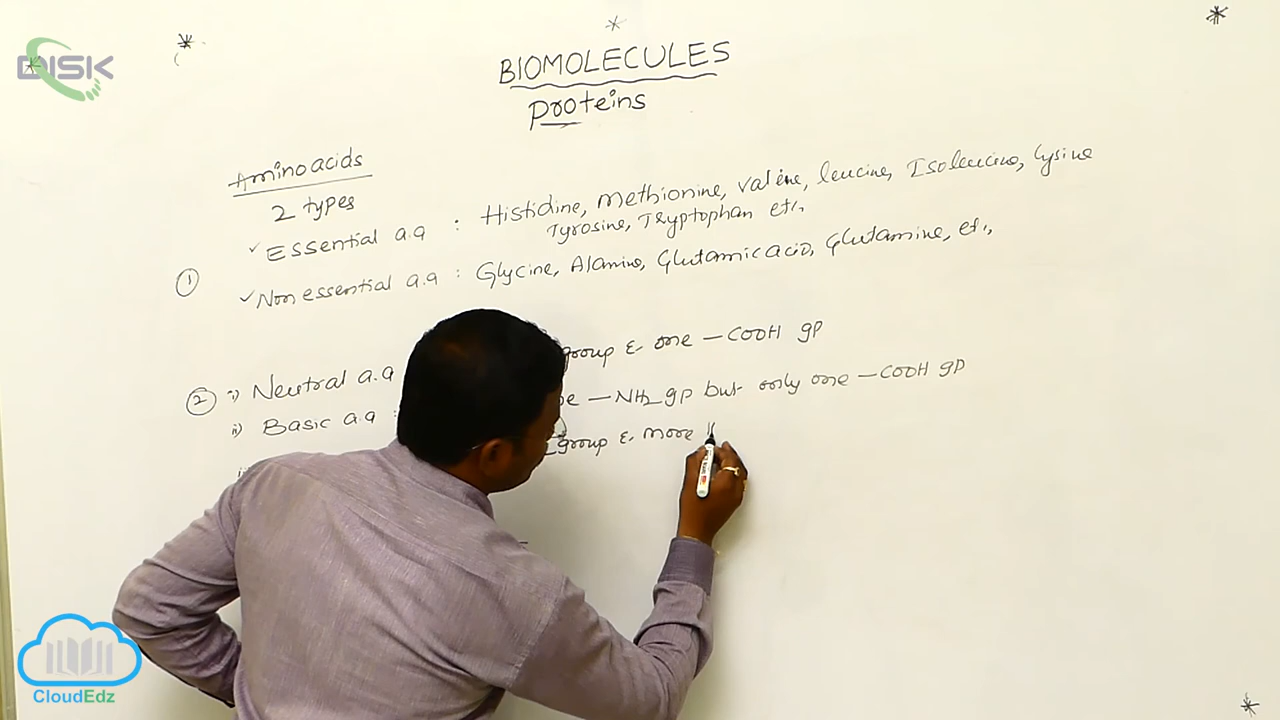 DISK
BIOMOLECULES
proteins
Aminoacids
2 types
✓ Essential a.a : Histidine, Methionine, Valine, leucine, Isoleucine, Lysine
Tyrosine, Tryptophan etc,
①
✓ Non essential a.a : Glycine, Alamine, Glutamic acid, Glutamine, et.,
② i) Neutral a.a group & one — COOH gp
ii) Basic a.a : — NH2 gp but only one — COOH gp
group & more
CloudEdz